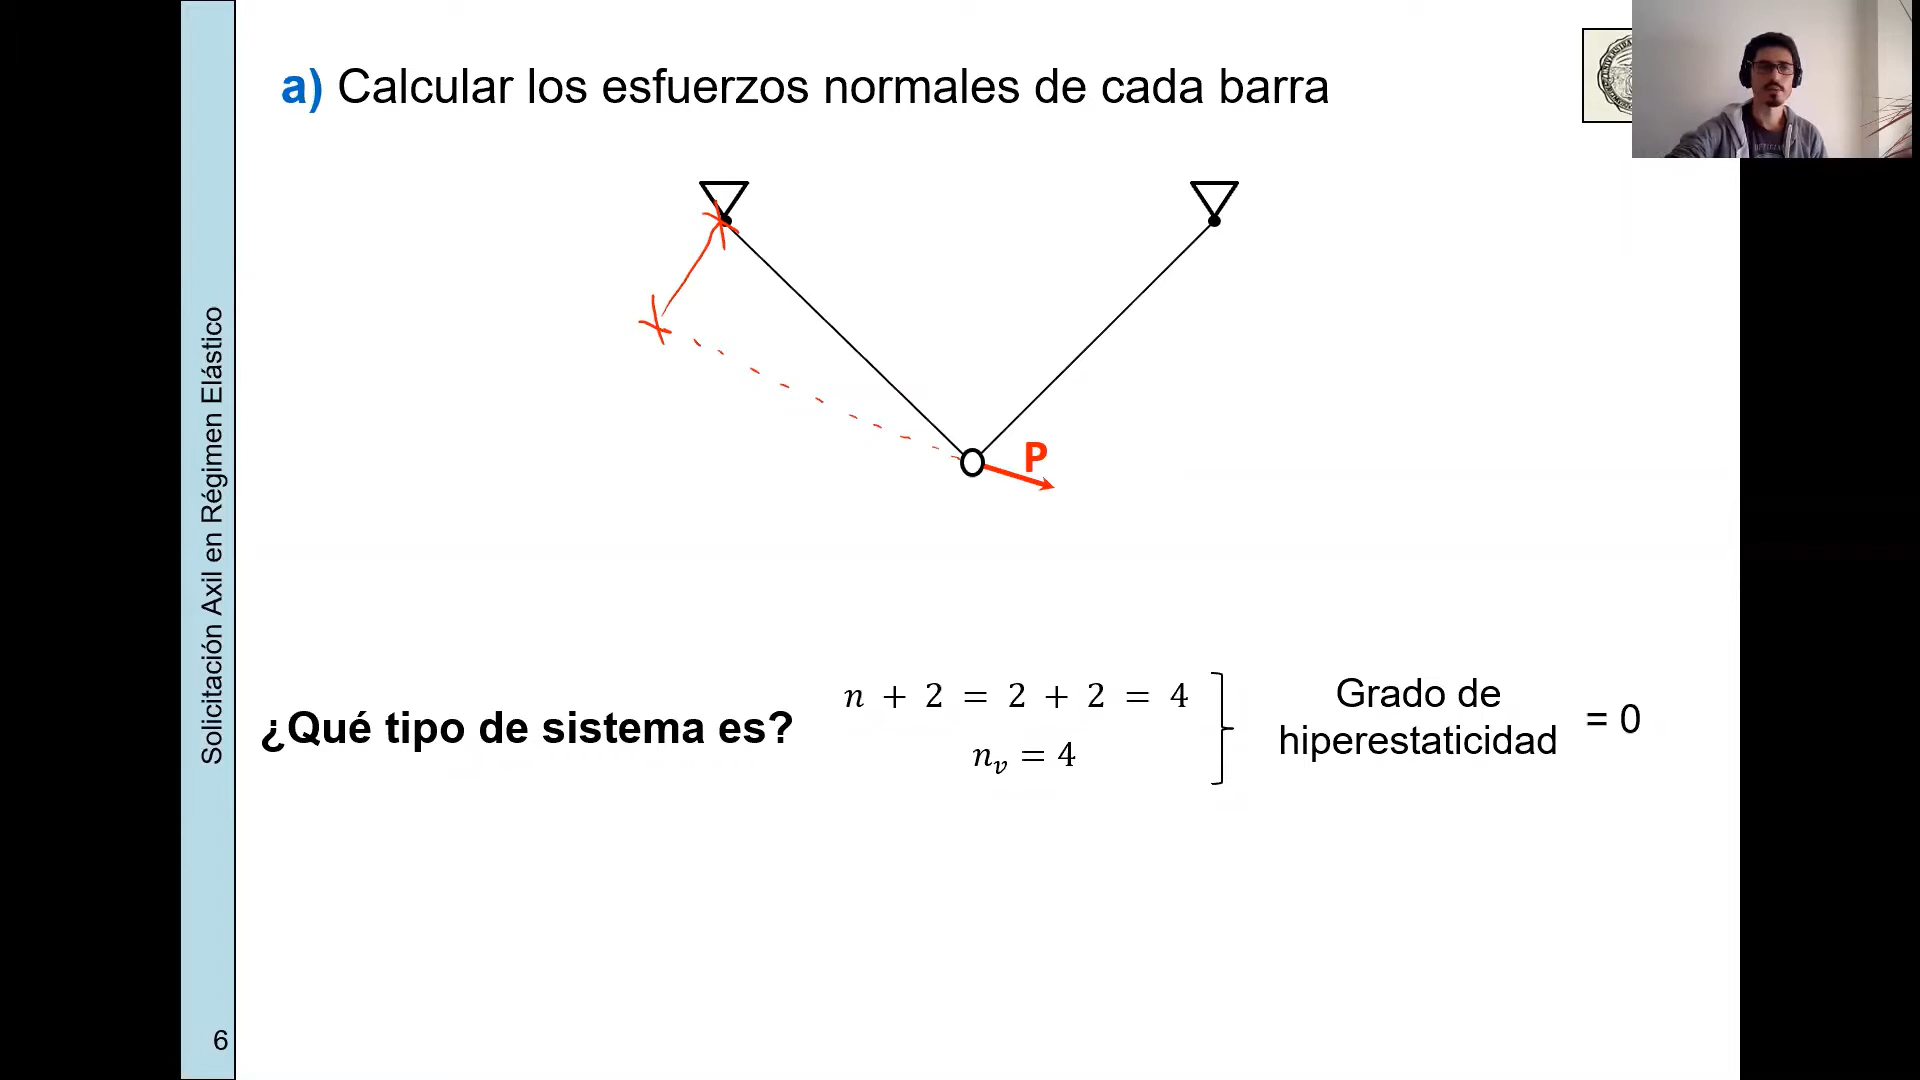 a) Calcular los esfuerzos normales de cada barra
P
Solicitación Axil en Régimen Elástico
¿Qué tipo de sistema es?
n + 2 = 2 + 2 = 4
nᵥ = 4
Grado de
hiperestaticidad
= 0
6